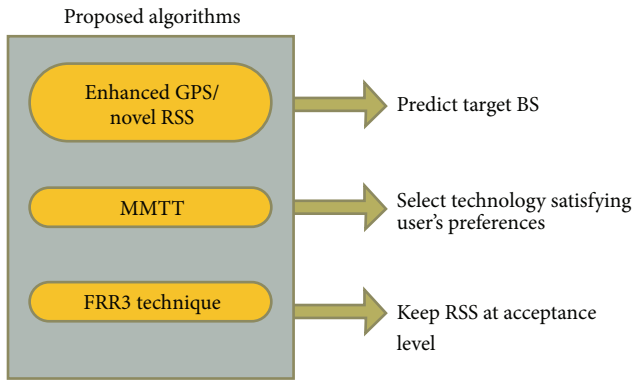 Proposed algorithms
Enhanced GPS/
novel RSS
Predict target BS
MMTT
Select technology satisfying
user's preferences
FRR3 technique
Keep RSS at acceptance
level